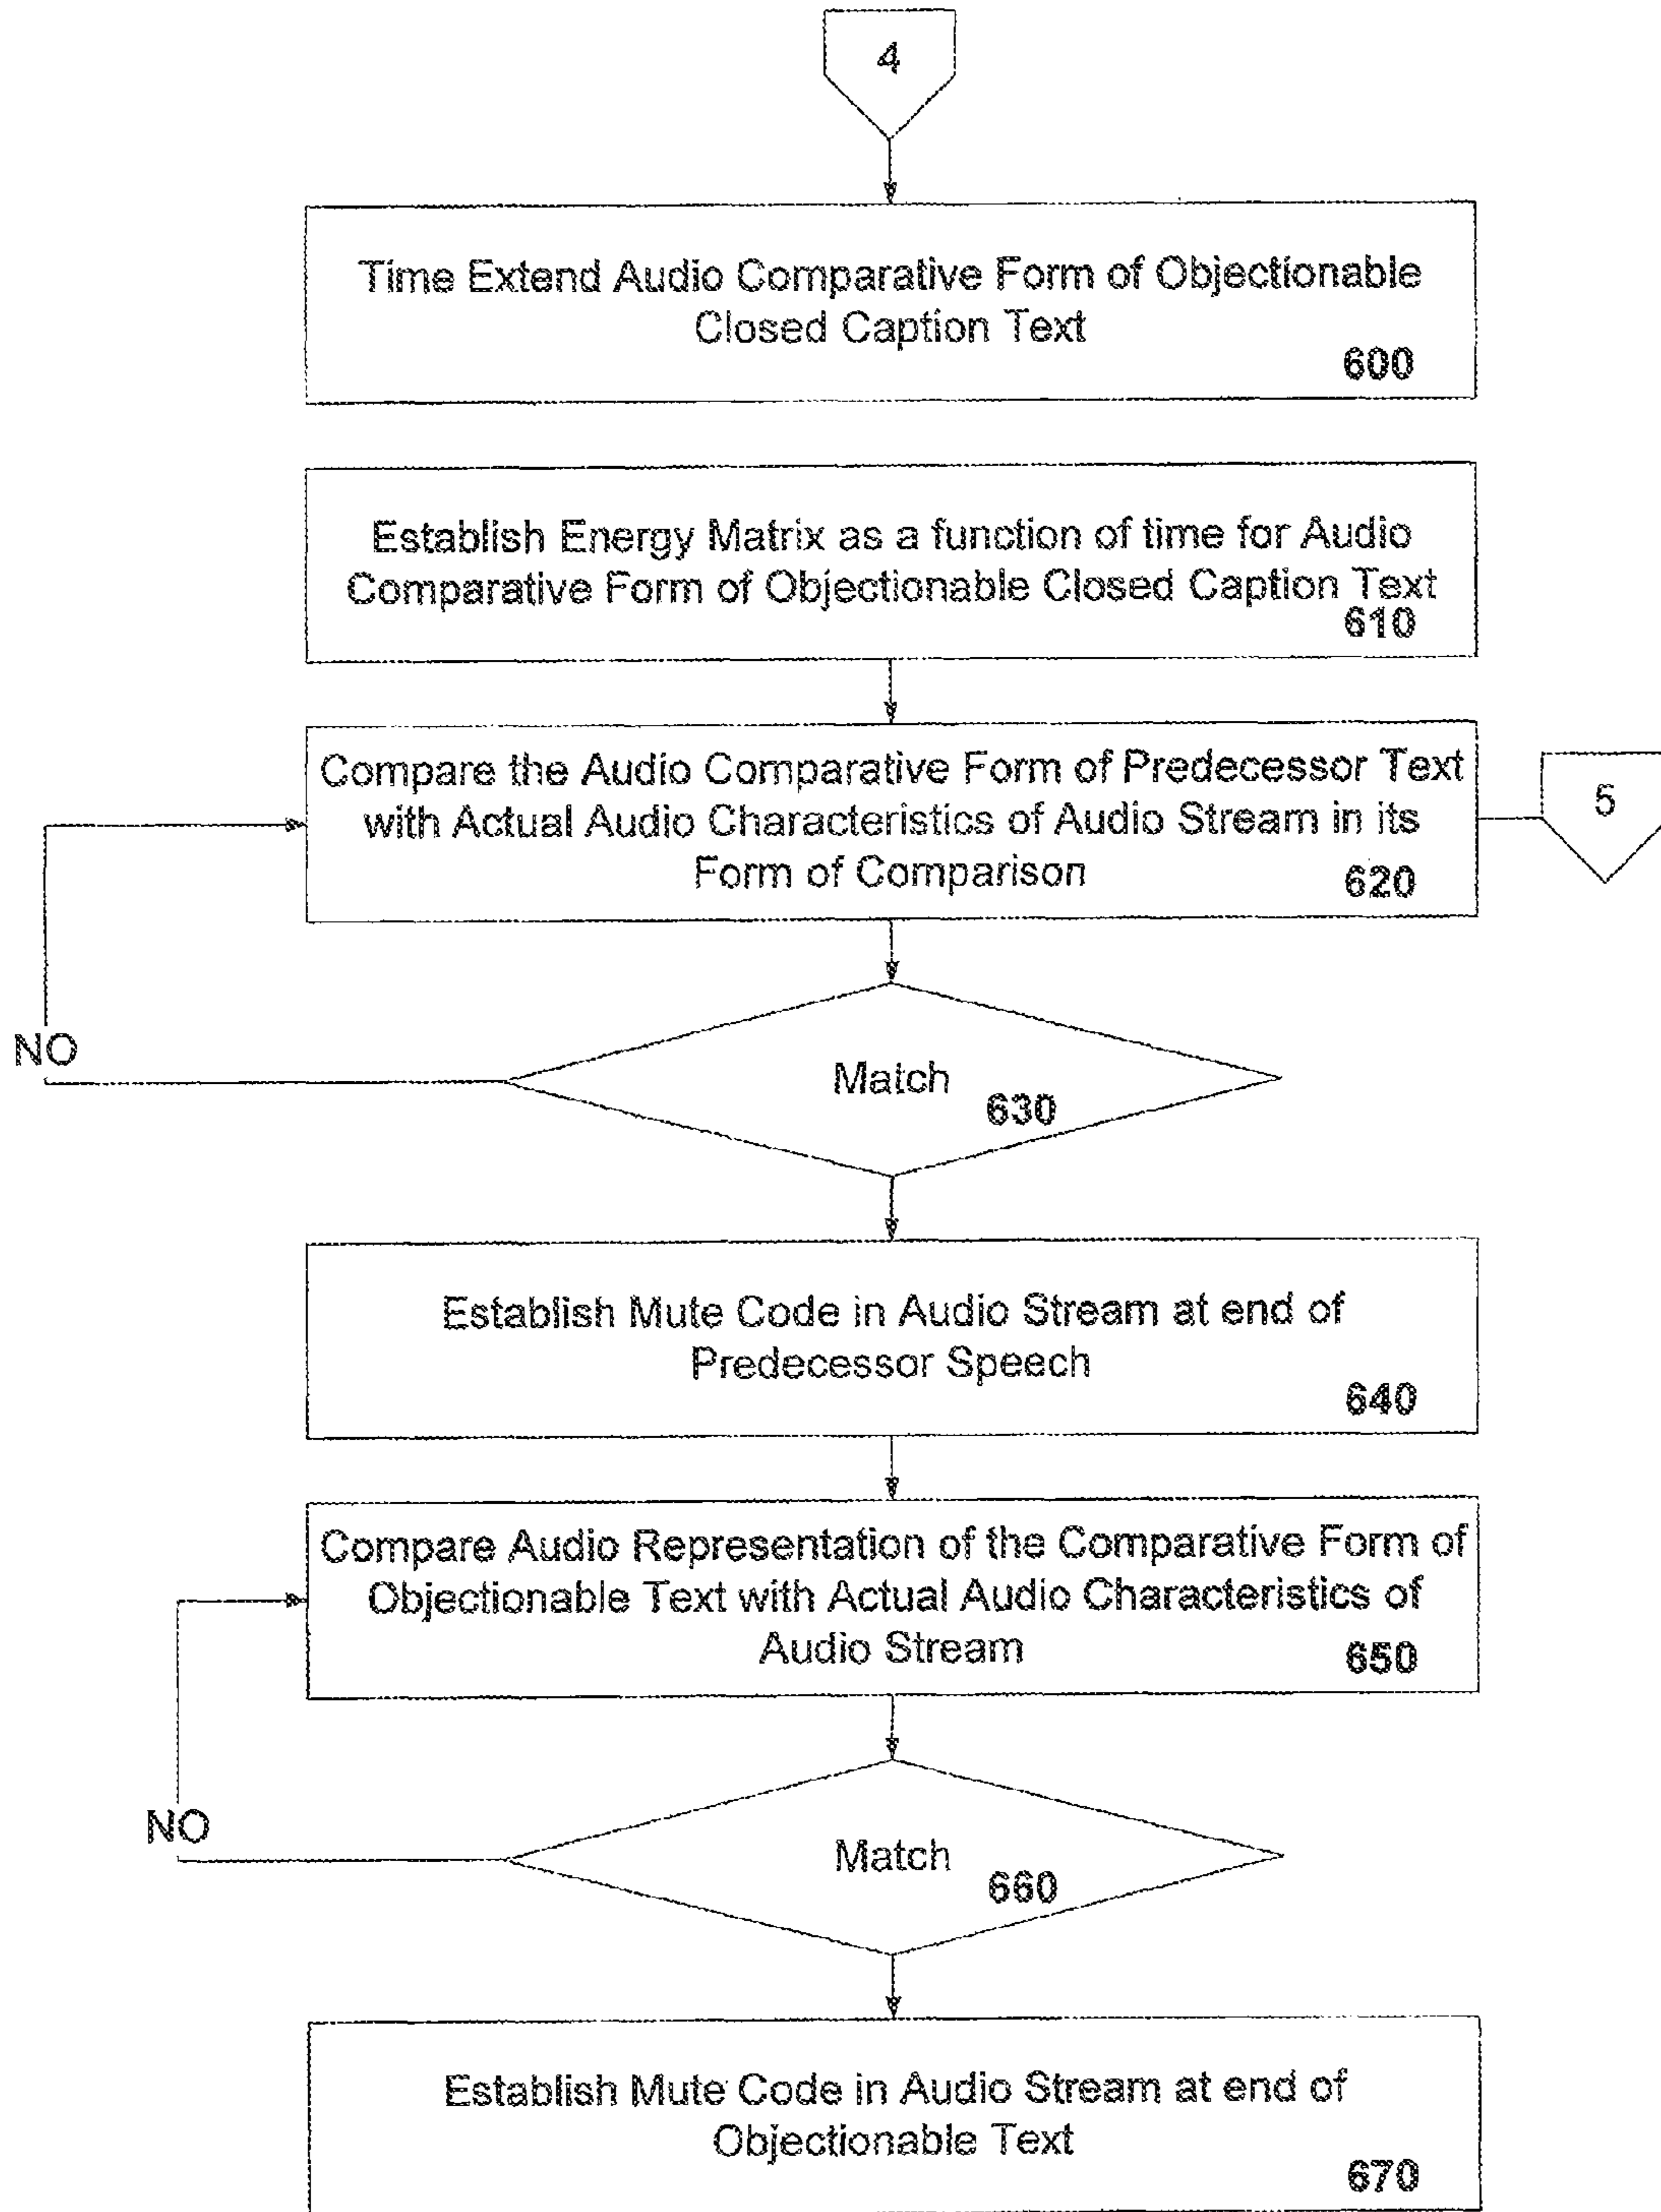 4
Time Extend Audio Comparative Form of Objectionable
Closed Caption Text
600
Establish Energy Matrix as a function of time for Audio
Comparative Form of Objectionable Closed Caption Text
610
Compare the Audio Comparative Form of Predecessor Text
with Actual Audio Characteristics of Audio Stream in its
Form of Comparison
620
5
NO
Match
630
Establish Mute Code in Audio Stream at end of
Predecessor Speech
640
Compare Audio Representation of the Comparative Form of
Objectionable Text with Actual Audio Characteristics of
Audio Stream
650
NO
Match
660
Establish Mute Code in Audio Stream at end of
Objectionable Text
670